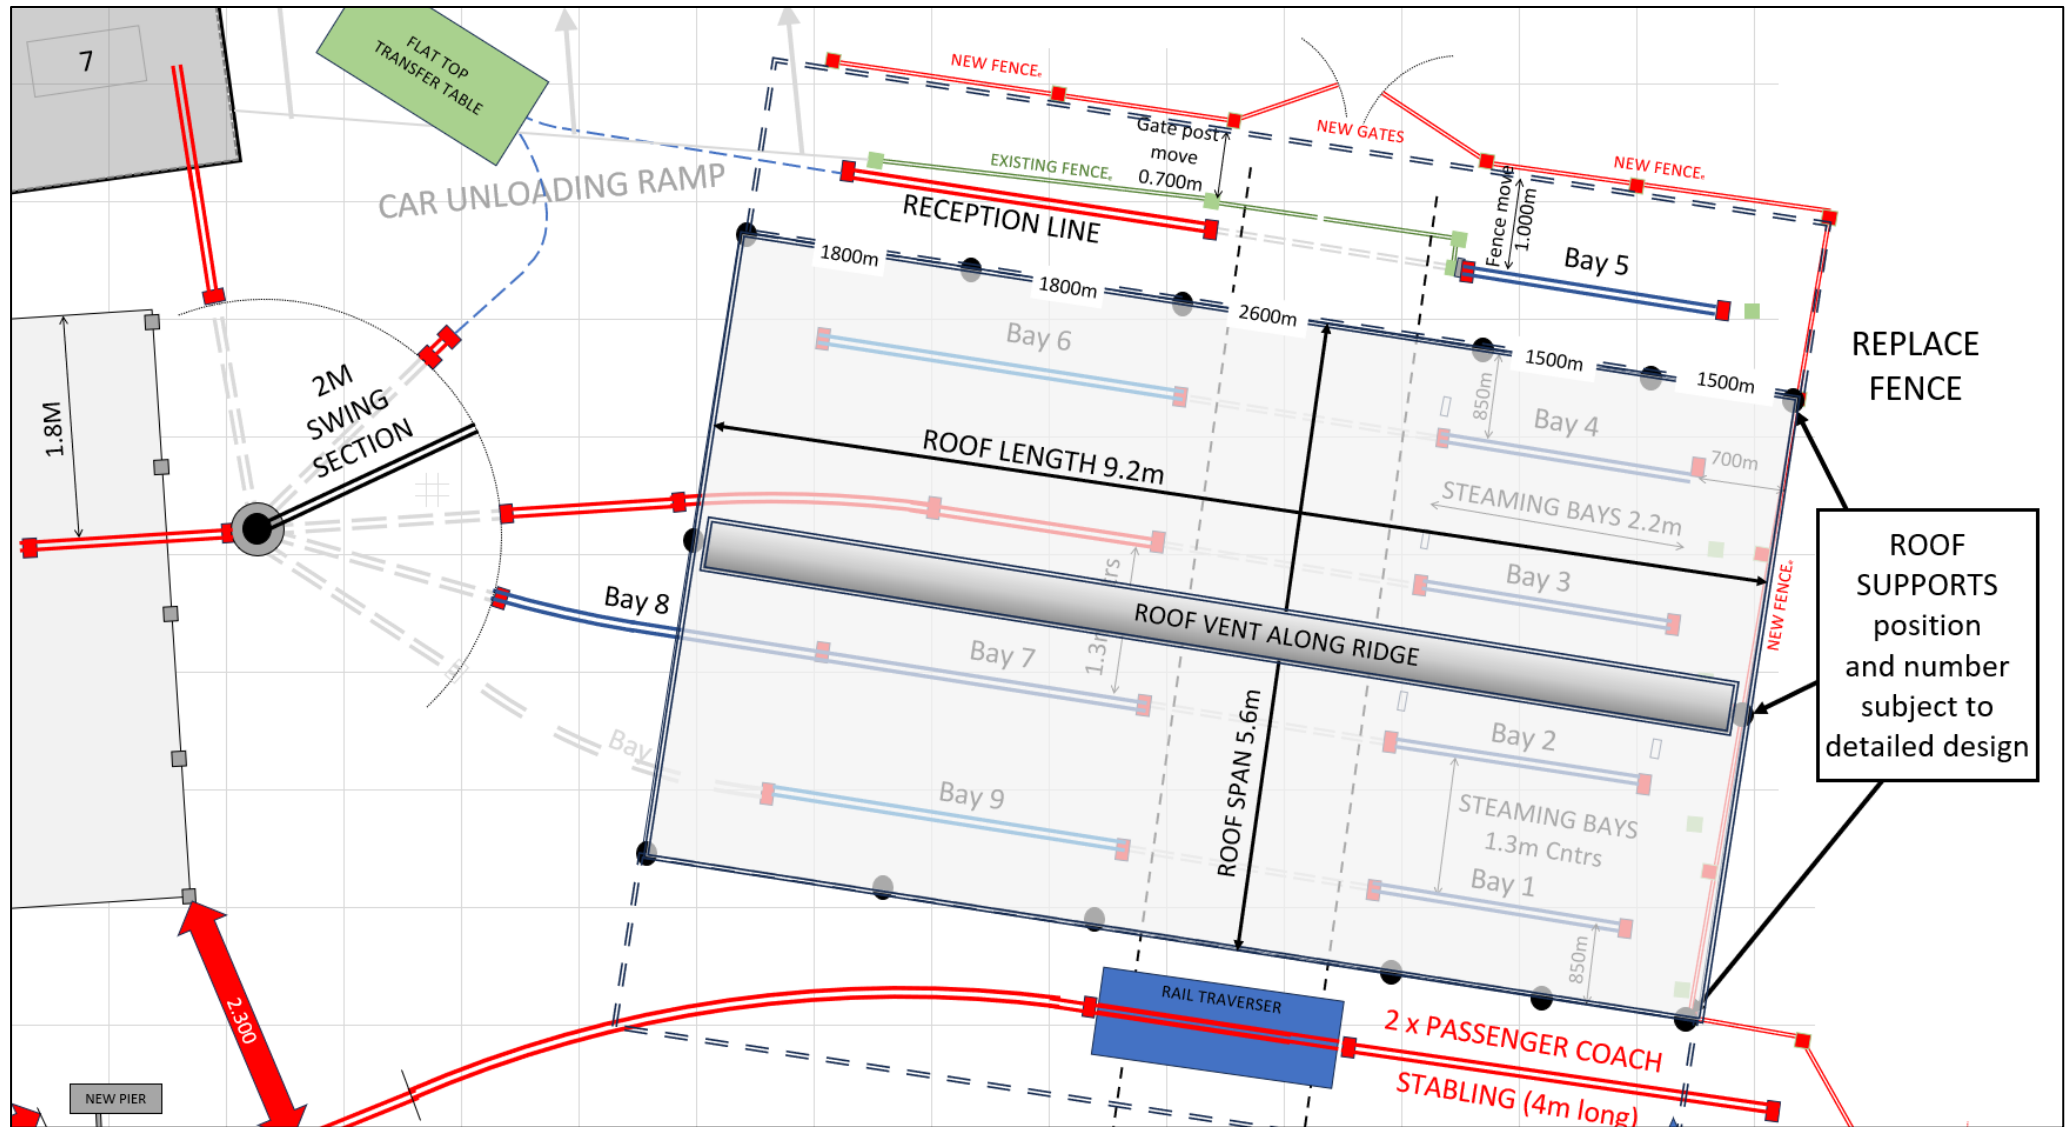 7
FLAT TOP
TRANSFER TABLE
CAR UNLOADING RAMP
NEW FENCE.
NEW GATES
NEW FENCE.
Gate post
move
0.700m
EXISTING FENCE.
Fence move
1.000m
RECEPTION LINE
Bay 5
1800m
1800m
2600m
1500m
1500m
REPLACE
FENCE
Bay 6
850m
Bay 4
700m
1.8M
2M
SWING
SECTION
ROOF LENGTH 9.2m
STEAMING BAYS 2.2m
Bay 3
NEW FENCE.
ROOF
SUPPORTS
position
and number
subject to
detailed design
Bay 8
ROOF VENT ALONG RIDGE
Bay 7
Bay 2
ROOF SPAN 5.6m
Bay
Bay 9
STEAMING BAYS
1.3m Cntrs
Bay 1
850m
2.300
RAIL TRAVERSER
2 x PASSENGER COACH
STABLING (4m long)
NEW PIER